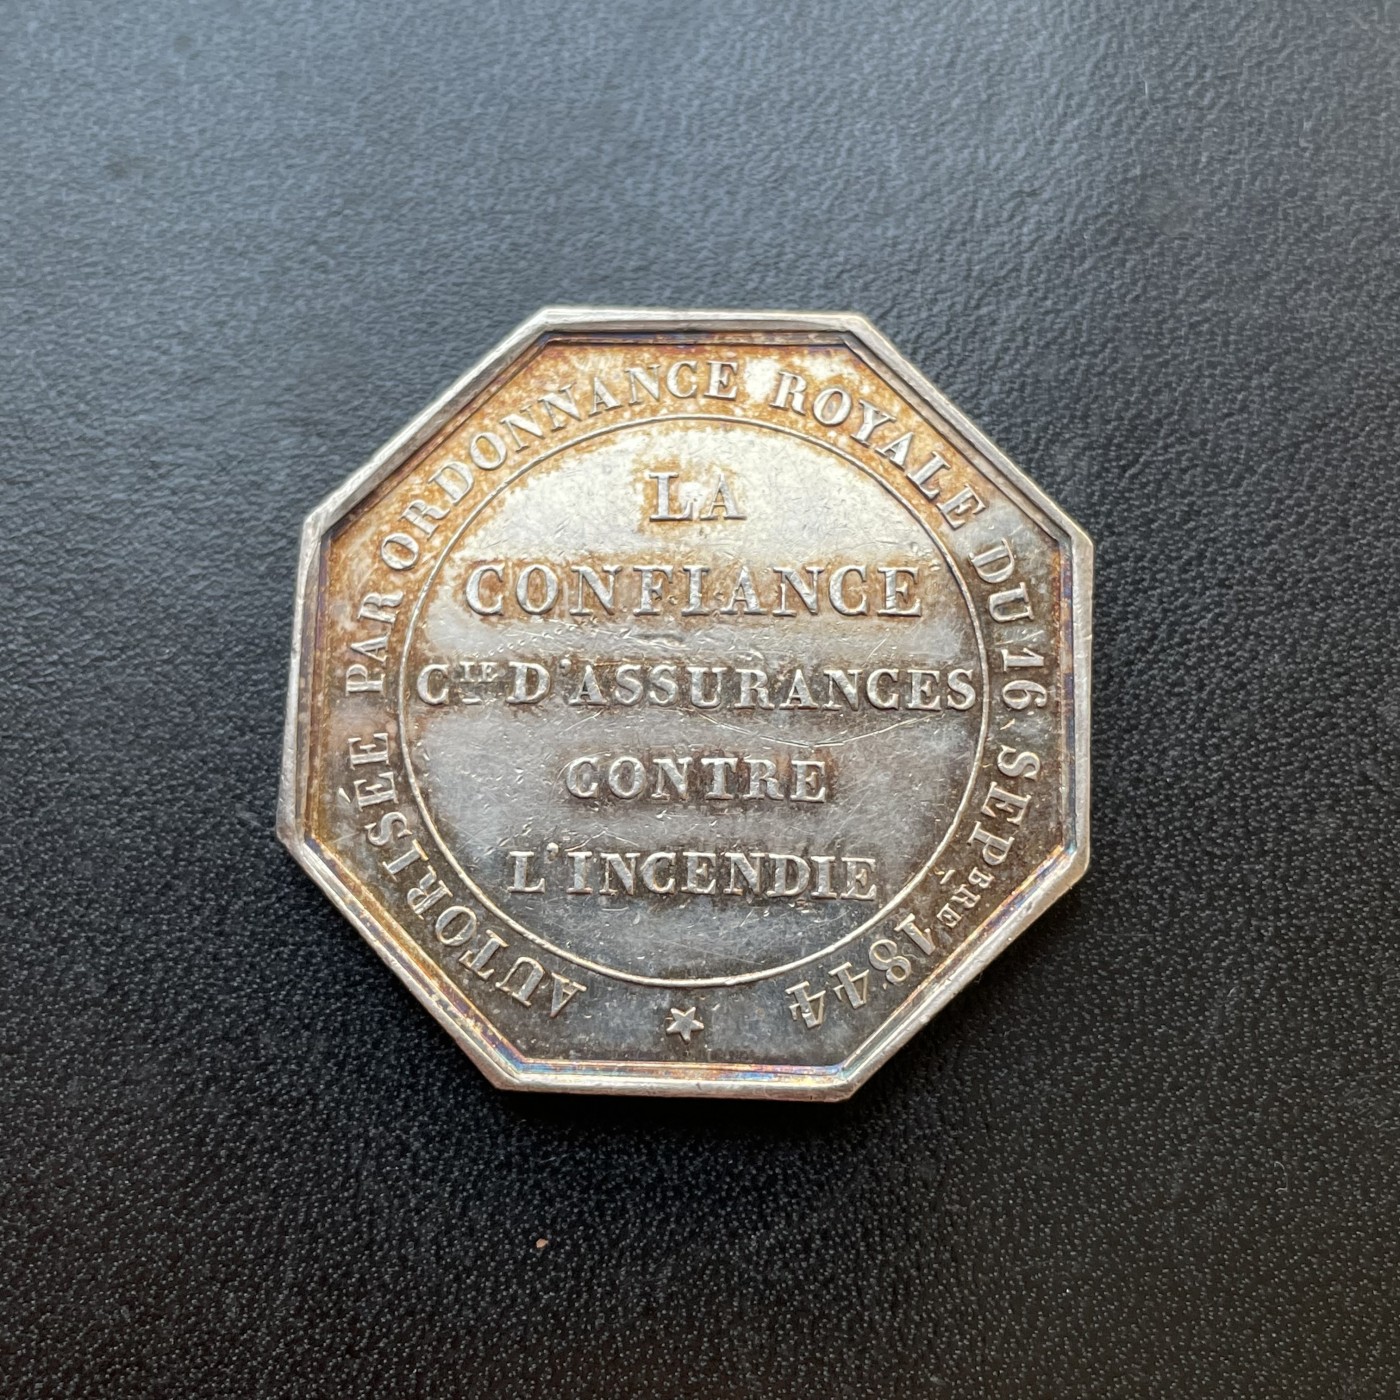 AUTORISÉE PAR ORDONNANCE ROYALE DU 16 SEPBRE 1844
LA
CONFIANCE
CIE D'ASSURANCES
CONTRE
L'INCENDIE